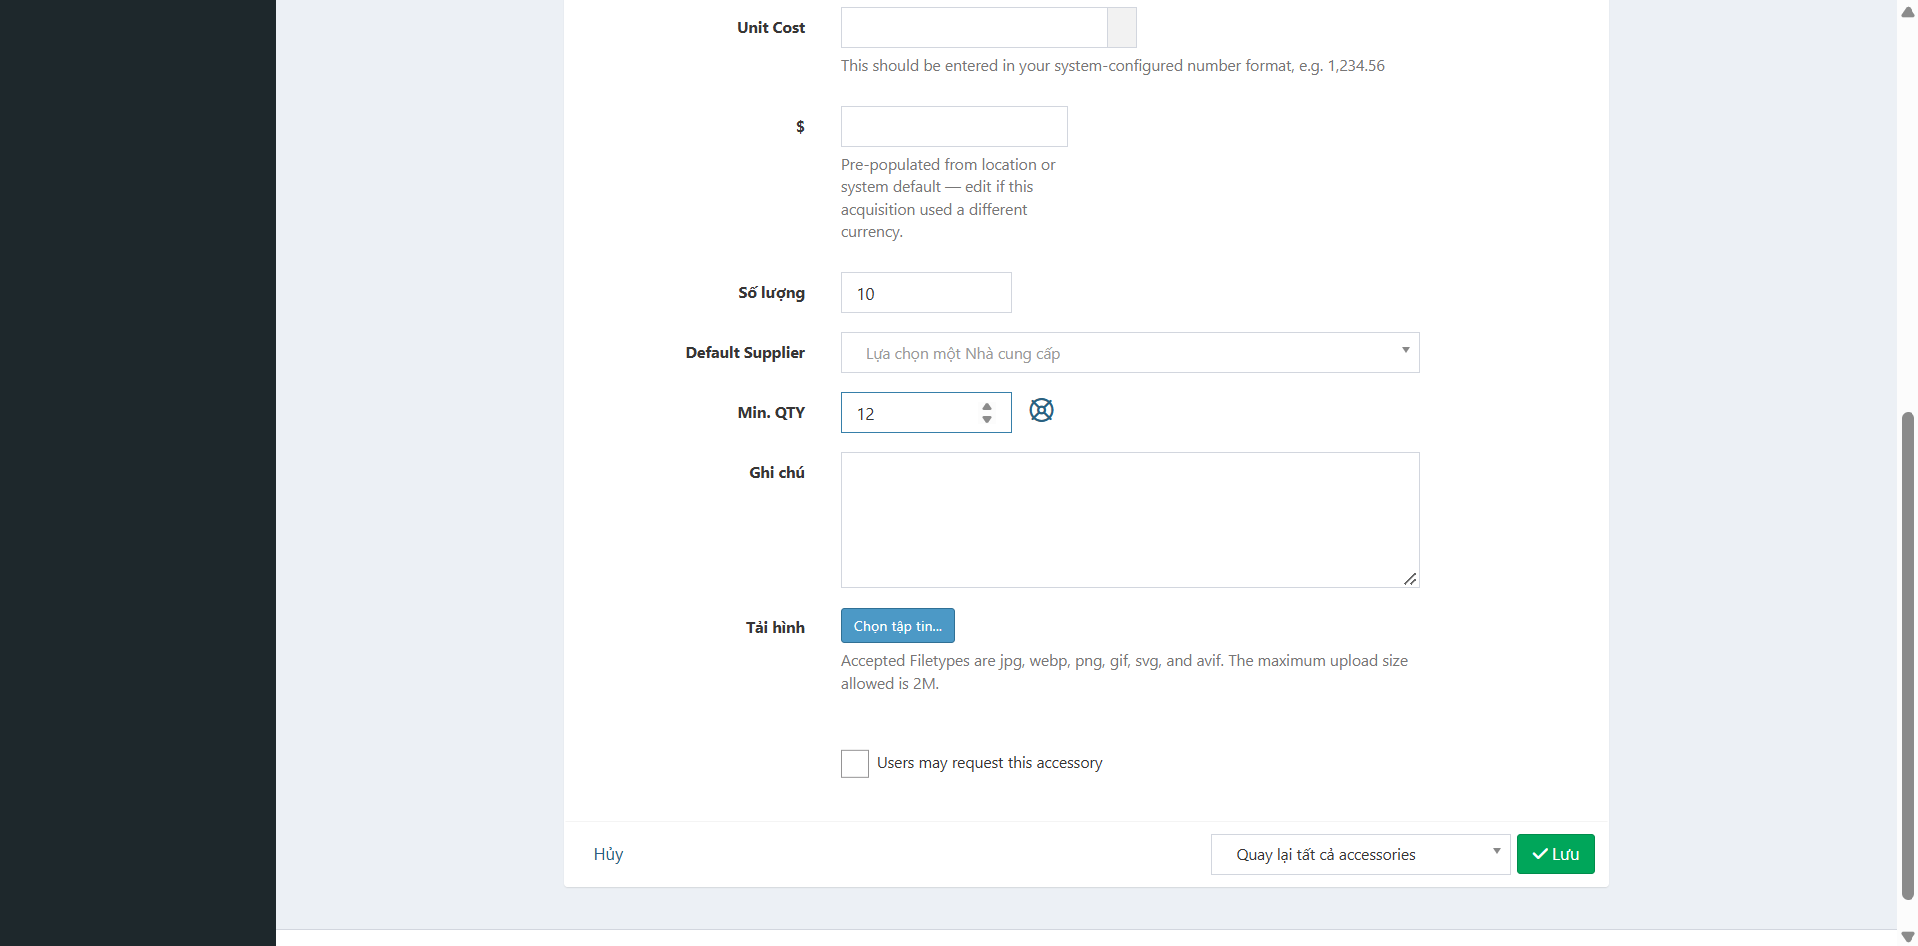 Unit Cost
This should be entered in your system-configured number format, e.g. 1,234.56
$
Pre-populated from location or
system default — edit if this
acquisition used a different
currency.
Số lượng
10
Default Supplier
Lựa chọn một Nhà cung cấp
Min. QTY
12
Ghi chú
Tải hình
Chọn tập tin...
Accepted Filetypes are jpg, webp, png, gif, svg, and avif. The maximum upload size
allowed is 2M.
Users may request this accessory
Hủy
Quay lại tất cả accessories
Lưu